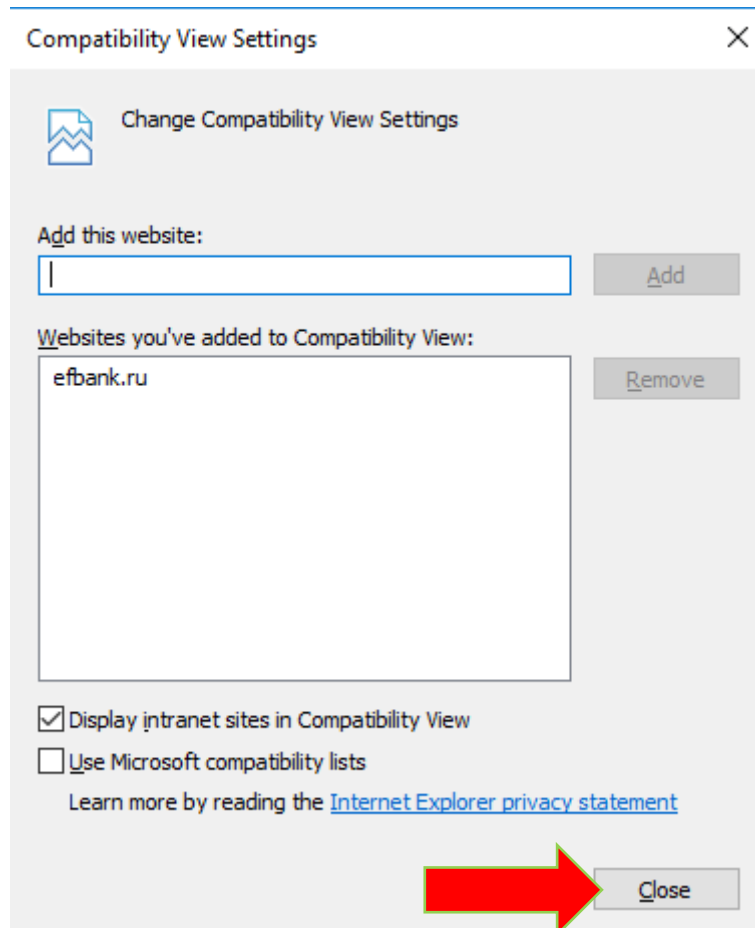 Compatibility View Settings
Change Compatibility View Settings
Add this website:
Add
Websites you've added to Compatibility View:
efbank.ru
Remove
Display intranet sites in Compatibility View
Use Microsoft compatibility lists
Learn more by reading the Internet Explorer privacy statement
Close